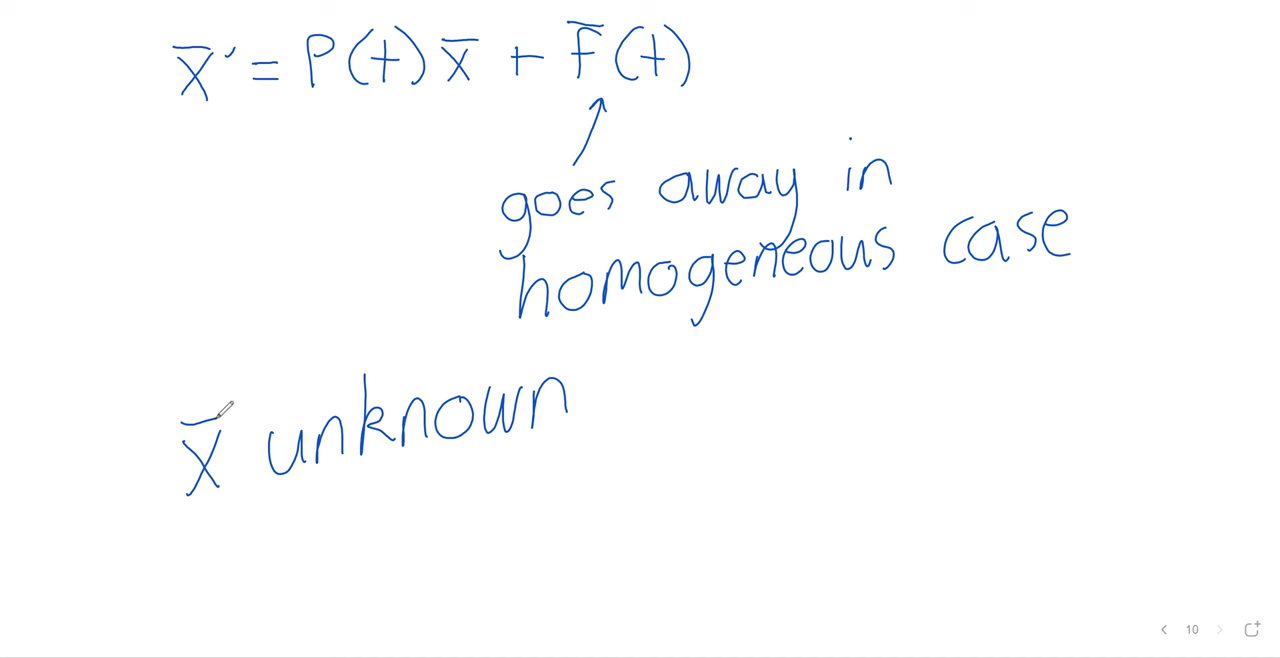 x̄' = P(t) x̄ + F̄(t)
goes away in
homogeneous case
x̄ unknown
10